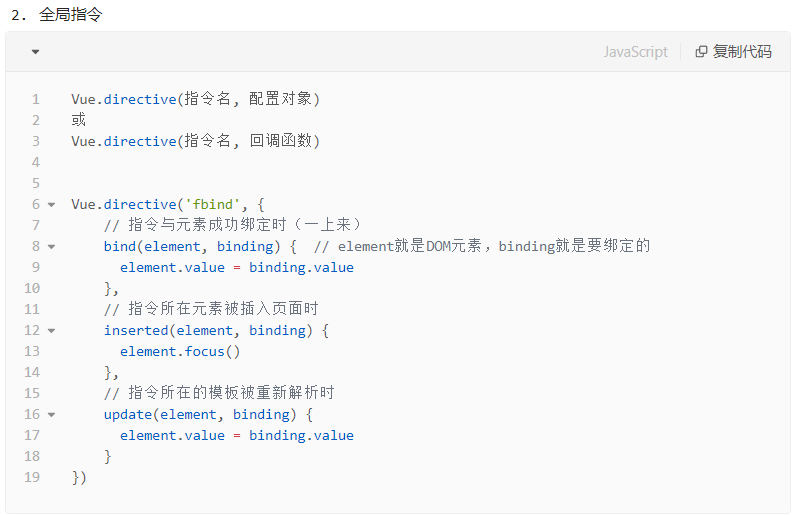 2. 全局指令
JavaScript 复制代码
1 Vue.directive(指令名, 配置对象)
2 或
3 Vue.directive(指令名, 回调函数)
4
5
6 Vue.directive('fbind', {
7 // 指令与元素成功绑定时（一上来）
8 bind(element, binding) { // element就是DOM元素，binding就是要绑定的
9 element.value = binding.value
10 },
11 // 指令所在元素被插入页面时
12 inserted(element, binding) {
13 element.focus()
14 },
15 // 指令所在的模板被重新解析时
16 update(element, binding) {
17 element.value = binding.value
18 }
19 })